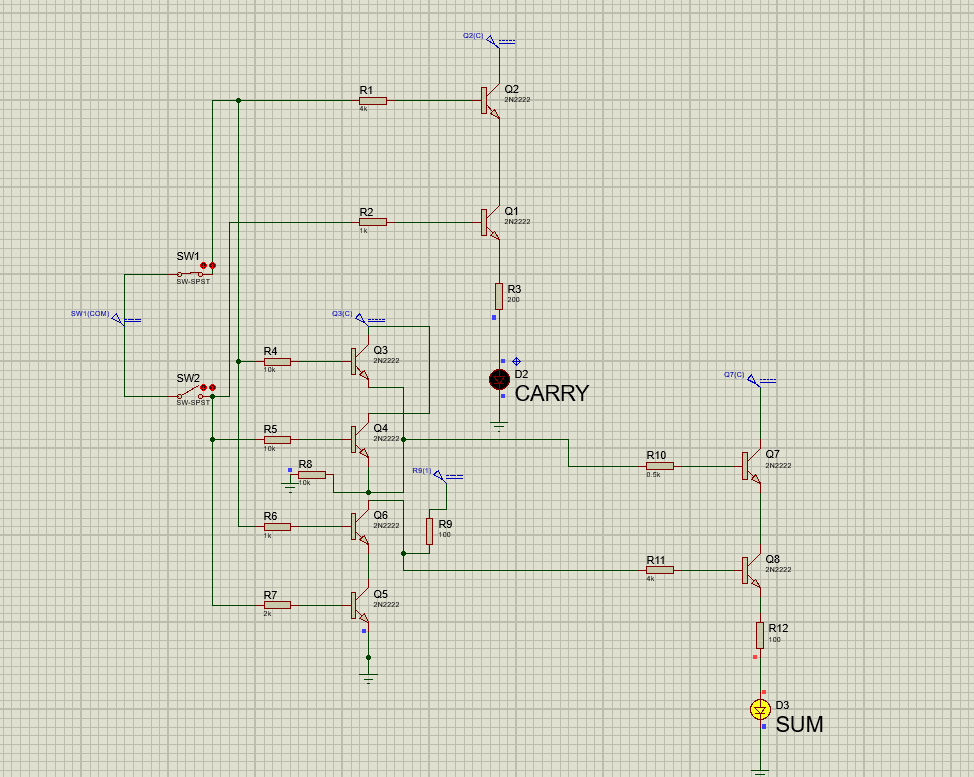 Q2(C)
R1
4k
Q2
2N2222
R2
1k
Q1
2N2222
SW1
SW-SPST
R3
200
SW1(COM)
Q3(C)
R4
10k
Q3
2N2222
SW2
SW-SPST
D2
CARRY
Q7(C)
R5
10k
Q4
2N2222
R8
10k
R9(1)
R10
0.5k
Q7
2N2222
R6
1k
Q6
2N2222
R9
100
R11
4k
Q8
2N2222
R7
2k
Q5
2N2222
R12
100
D3
SUM